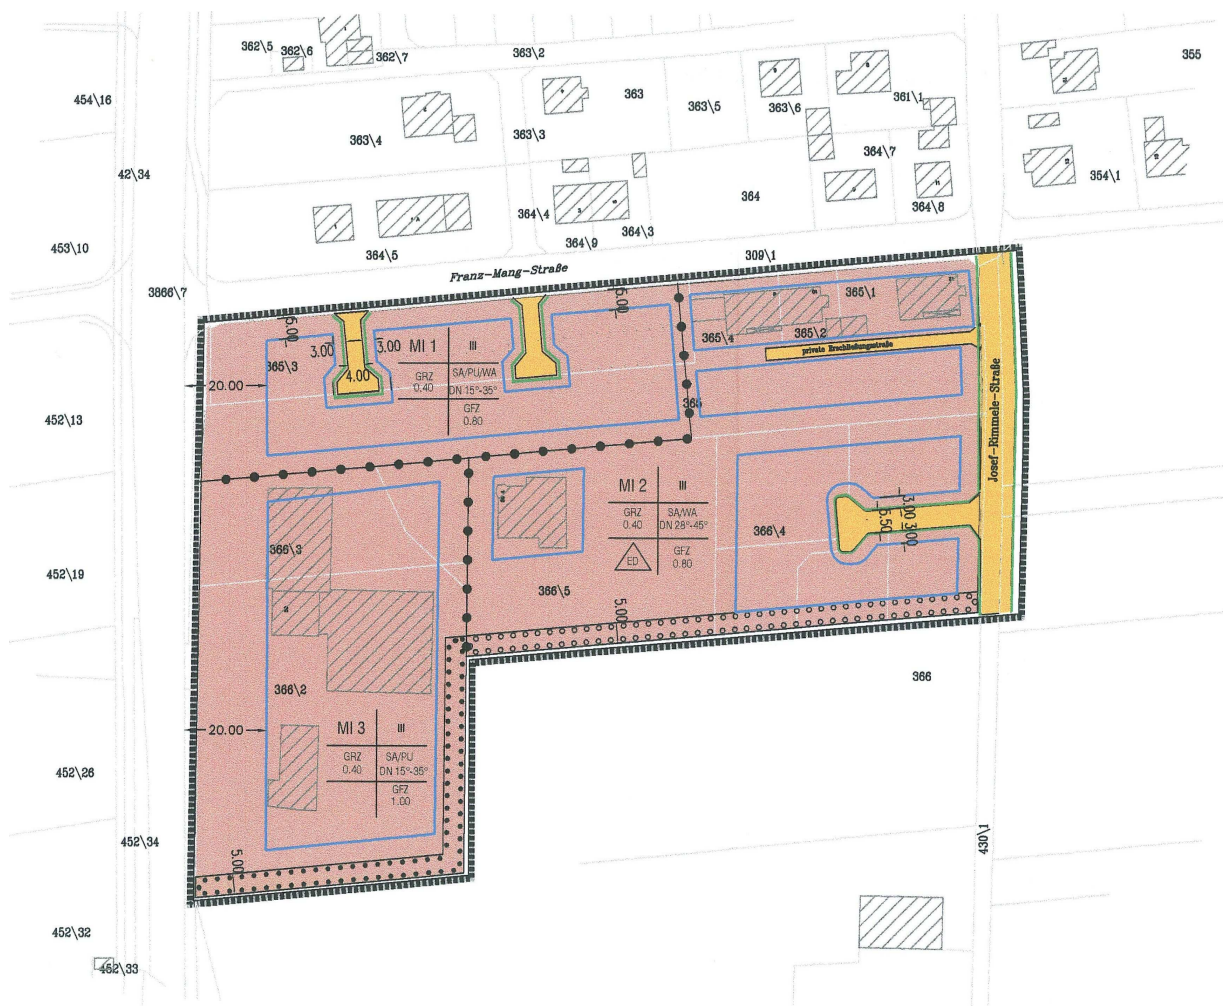 362\5
362\6
362\7
363\2
355
454\16
363
363\5
363\6
361\1
363\4
363\3
364\7
42\34
354\1
364
364\8
364\4
364\3
364\9
453\10
364\5
309\1
Franz-Mang-Straße
3866\7
5.00
5.00
365\1
365\4
365\2
private Erschließungsstraße
3.00
3.00
MI 1
III
365\3
4.00
GRZ
0.40
SA/PU/WA
DN 15°-35°
20.00
GFZ
0.80
365
452\13
Josef-Rimmele-Straße
MI 2
III
GRZ
0.40
SA/WA
DN 28°-45°
ED
GFZ
0.80
366\4
3.00
5.50
3.00
366\3
452\19
366\5
5.00
366
366\2
20.00
MI 3
III
GRZ
0.40
SA/PU
DN 15°-35°
GFZ
1.00
452\26
452\34
5.00
430\1
452\32
452\33